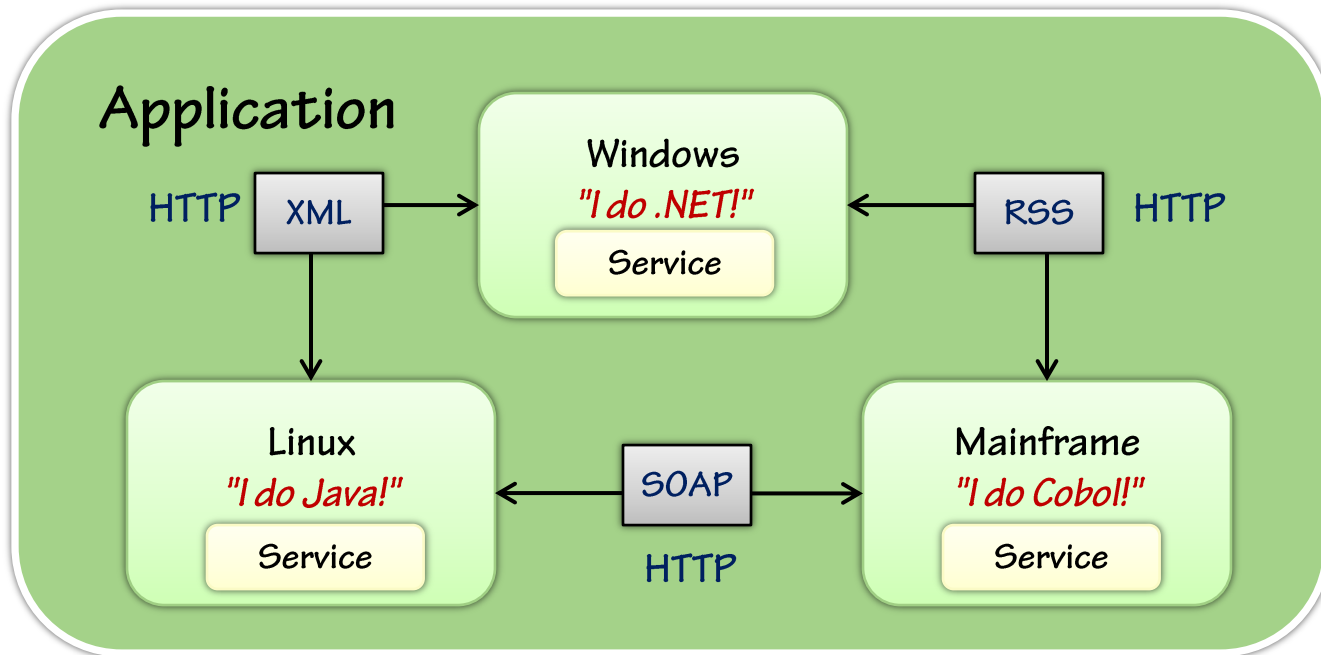 Application
Windows
"I do .NET!"
Service
HTTP
XML
RSS
HTTP
Linux
"I do Java!"
Service
SOAP
HTTP
Mainframe
"I do Cobol!"
Service